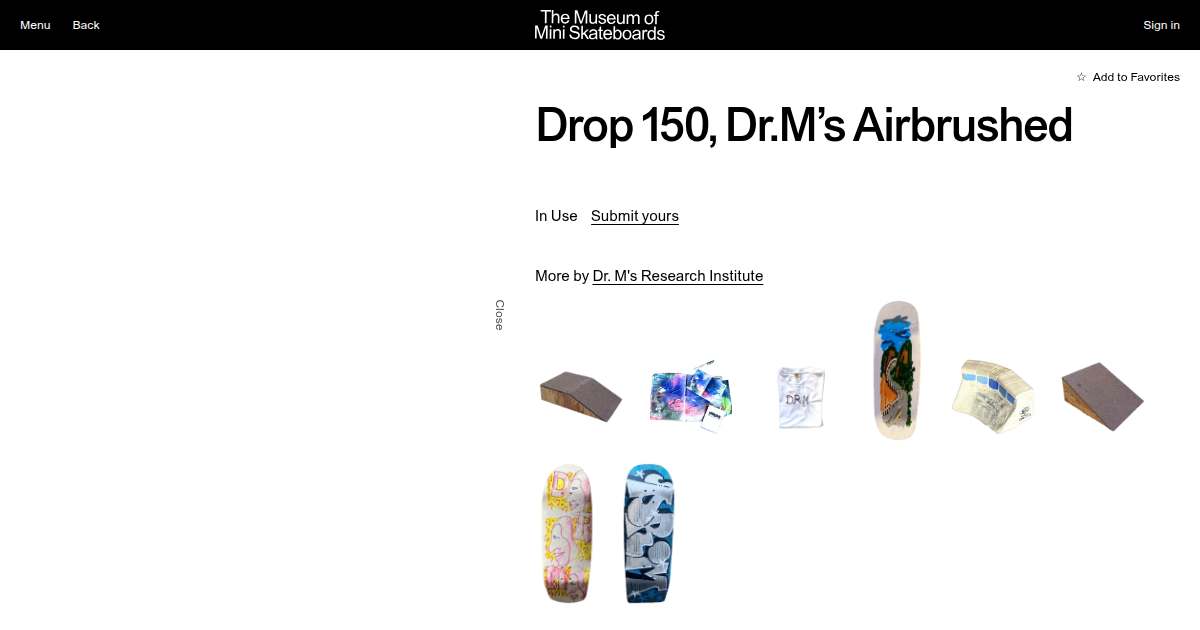 Menu
Back
The Museum of
Mini Skateboards
Sign in
☆ Add to Favorites
Drop 150, Dr.M’s Airbrushed
In Use Submit yours
More by Dr. M's Research Institute
Close
DRM